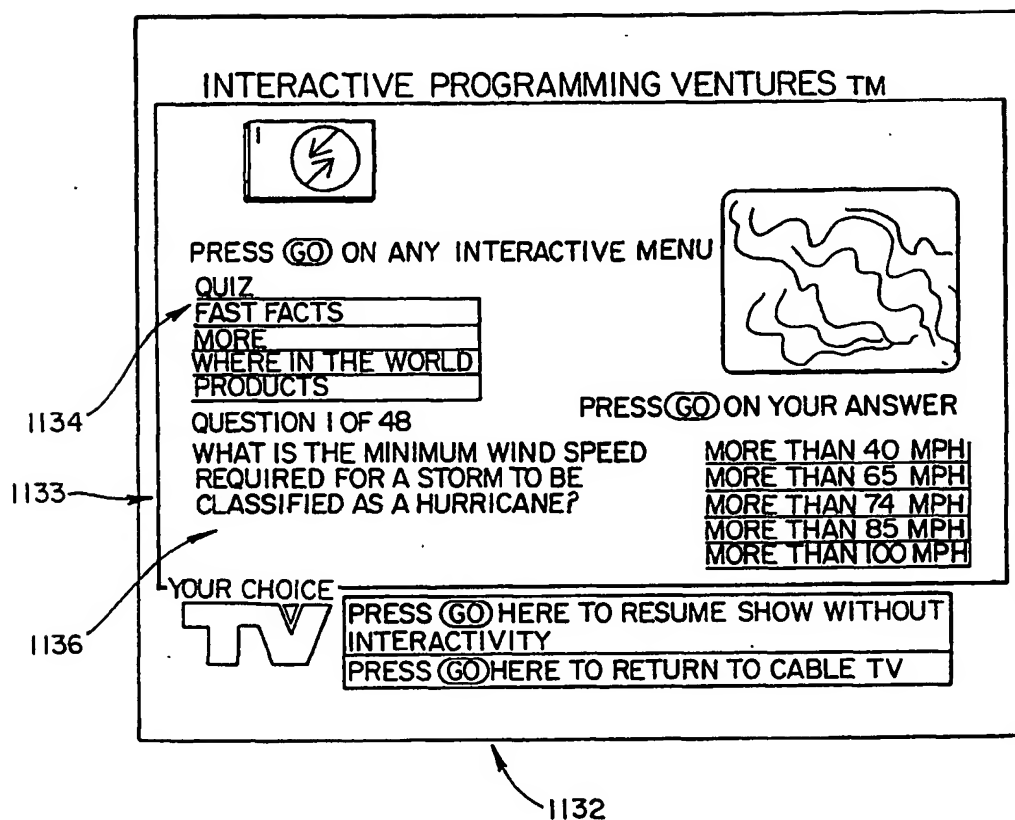 INTERACTIVE PROGRAMMING VENTURES TM
PRESS GO ON ANY INTERACTIVE MENU
QUIZ
FAST FACTS
MORE
WHERE IN THE WORLD
PRODUCTS
1134
QUESTION 1 OF 48
WHAT IS THE MINIMUM WIND SPEED
REQUIRED FOR A STORM TO BE
CLASSIFIED AS A HURRICANE?
1133
1136
PRESS GO ON YOUR ANSWER
MORE THAN 40 MPH
MORE THAN 65 MPH
MORE THAN 74 MPH
MORE THAN 85 MPH
MORE THAN 100 MPH
YOUR CHOICE
TV
PRESS GO HERE TO RESUME SHOW WITHOUT
INTERACTIVITY
PRESS GO HERE TO RETURN TO CABLE TV
1132